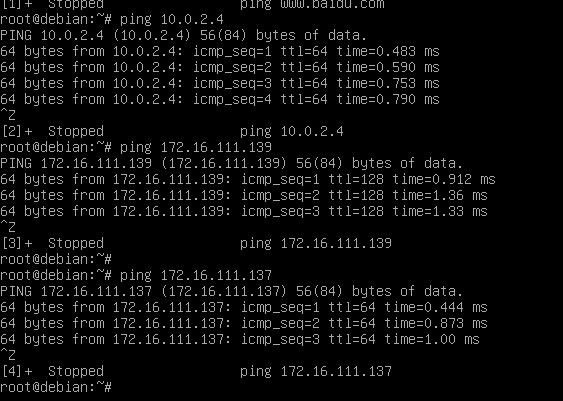 [1]+  Stopped                 ping www.baidu.com
root@debian:~# ping 10.0.2.4
PING 10.0.2.4 (10.0.2.4) 56(84) bytes of data.
64 bytes from 10.0.2.4: icmp_seq=1 ttl=64 time=0.483 ms
64 bytes from 10.0.2.4: icmp_seq=2 ttl=64 time=0.590 ms
64 bytes from 10.0.2.4: icmp_seq=3 ttl=64 time=0.753 ms
64 bytes from 10.0.2.4: icmp_seq=4 ttl=64 time=0.790 ms
^Z
[2]+  Stopped                 ping 10.0.2.4
root@debian:~# ping 172.16.111.139
PING 172.16.111.139 (172.16.111.139) 56(84) bytes of data.
64 bytes from 172.16.111.139: icmp_seq=1 ttl=128 time=0.912 ms
64 bytes from 172.16.111.139: icmp_seq=2 ttl=128 time=1.36 ms
64 bytes from 172.16.111.139: icmp_seq=3 ttl=128 time=1.33 ms
^Z
[3]+  Stopped                 ping 172.16.111.139
root@debian:~#
root@debian:~# ping 172.16.111.137
PING 172.16.111.137 (172.16.111.137) 56(84) bytes of data.
64 bytes from 172.16.111.137: icmp_seq=1 ttl=64 time=0.444 ms
64 bytes from 172.16.111.137: icmp_seq=2 ttl=64 time=0.873 ms
64 bytes from 172.16.111.137: icmp_seq=3 ttl=64 time=1.00 ms
^Z
[4]+  Stopped                 ping 172.16.111.137
root@debian:~#